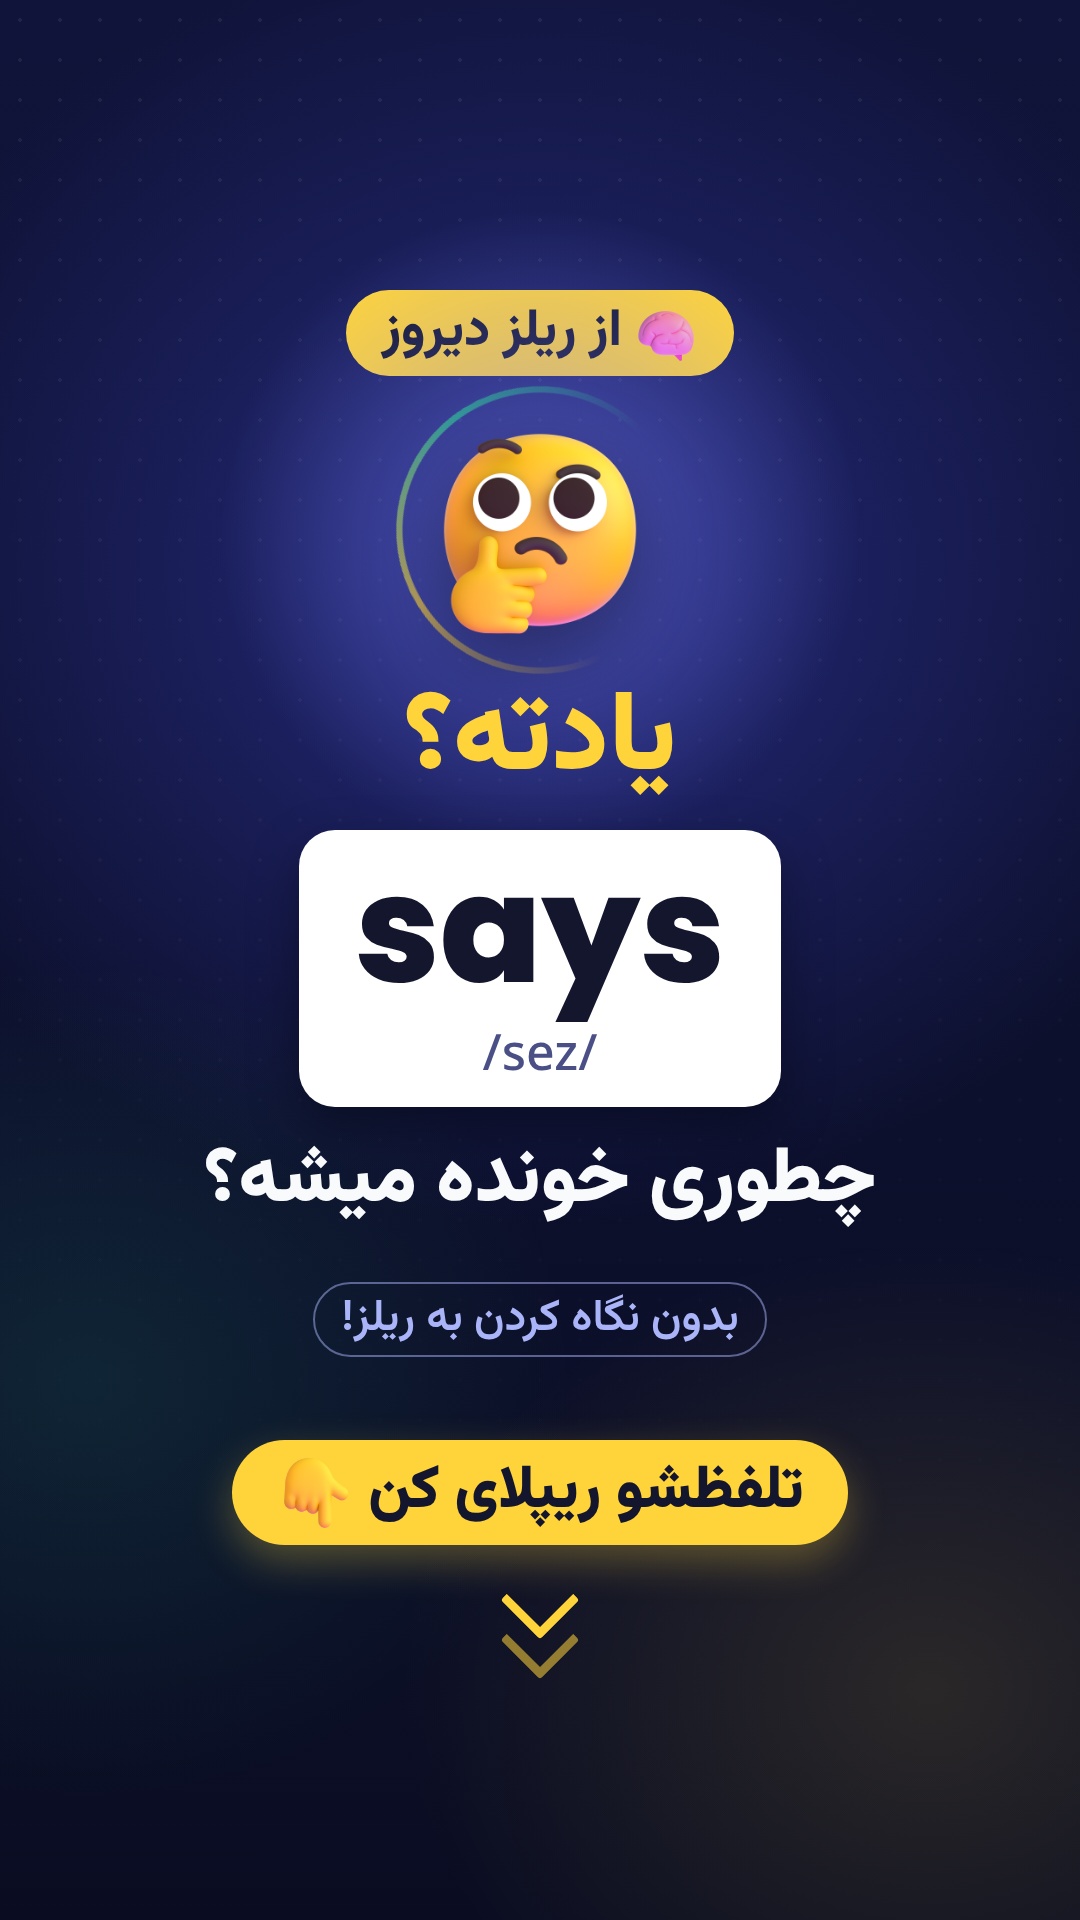 🧠 از ریلز دیروز
یادته؟
says
/sez/
چطوری خونده میشه؟
بدون نگاه کردن به ریلز!
تلفظشو ریپلای کن 👇